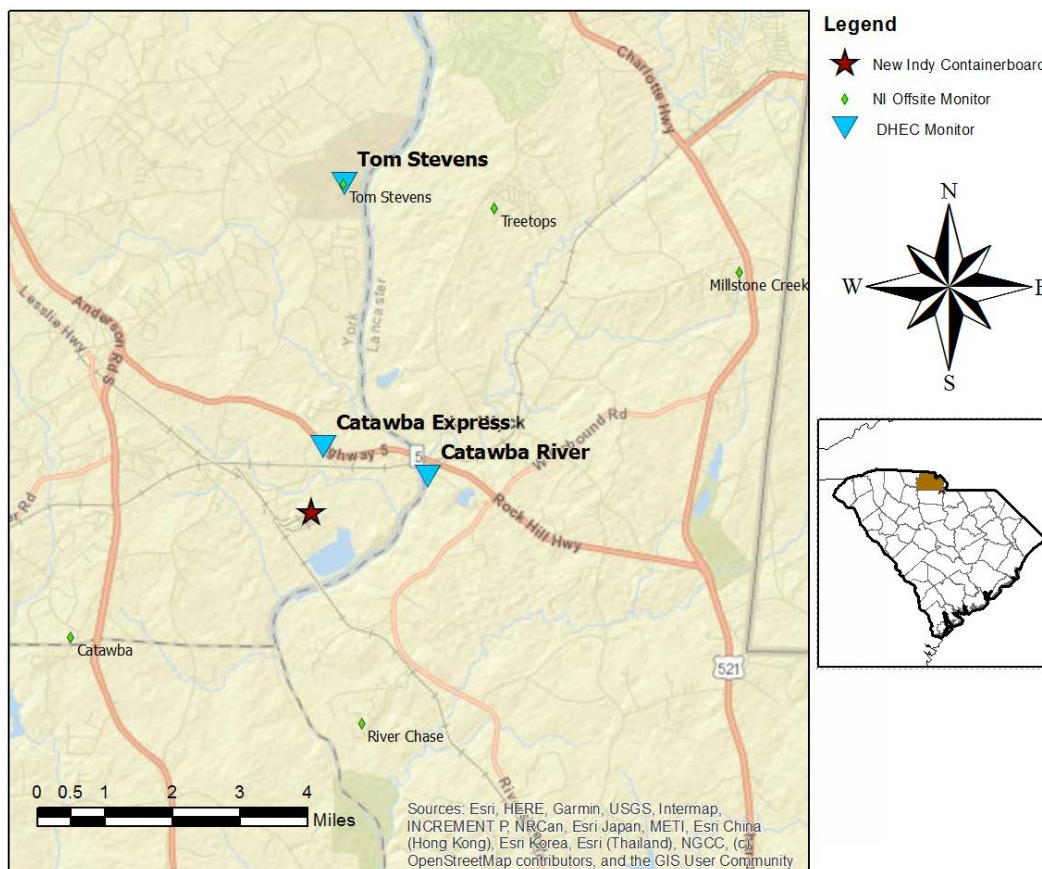 Legend
New Indy Containerboard
NI Offsite Monitor
DHEC Monitor
Charlotte Hwy
Tom Stevens
Tom Stevens
Treetops
Millstone Creek
N
W
E
S
York
Lancaster
Lesslie Hwy
Anderson Rd S
Catawba Express
Highway 5
5
Catawba River
Rock Hill Hwy
521
Catawba
River Chase
0 0.5 1 2 3 4
Miles
Sources: Esri, HERE, Garmin, USGS, Intermap,
INCREMENT P, NRCan, Esri Japan, METI, Esri China
(Hong Kong), Esri Korea, Esri (Thailand), NGCC, (c)
OpenStreetMap contributors, and the GIS User Community